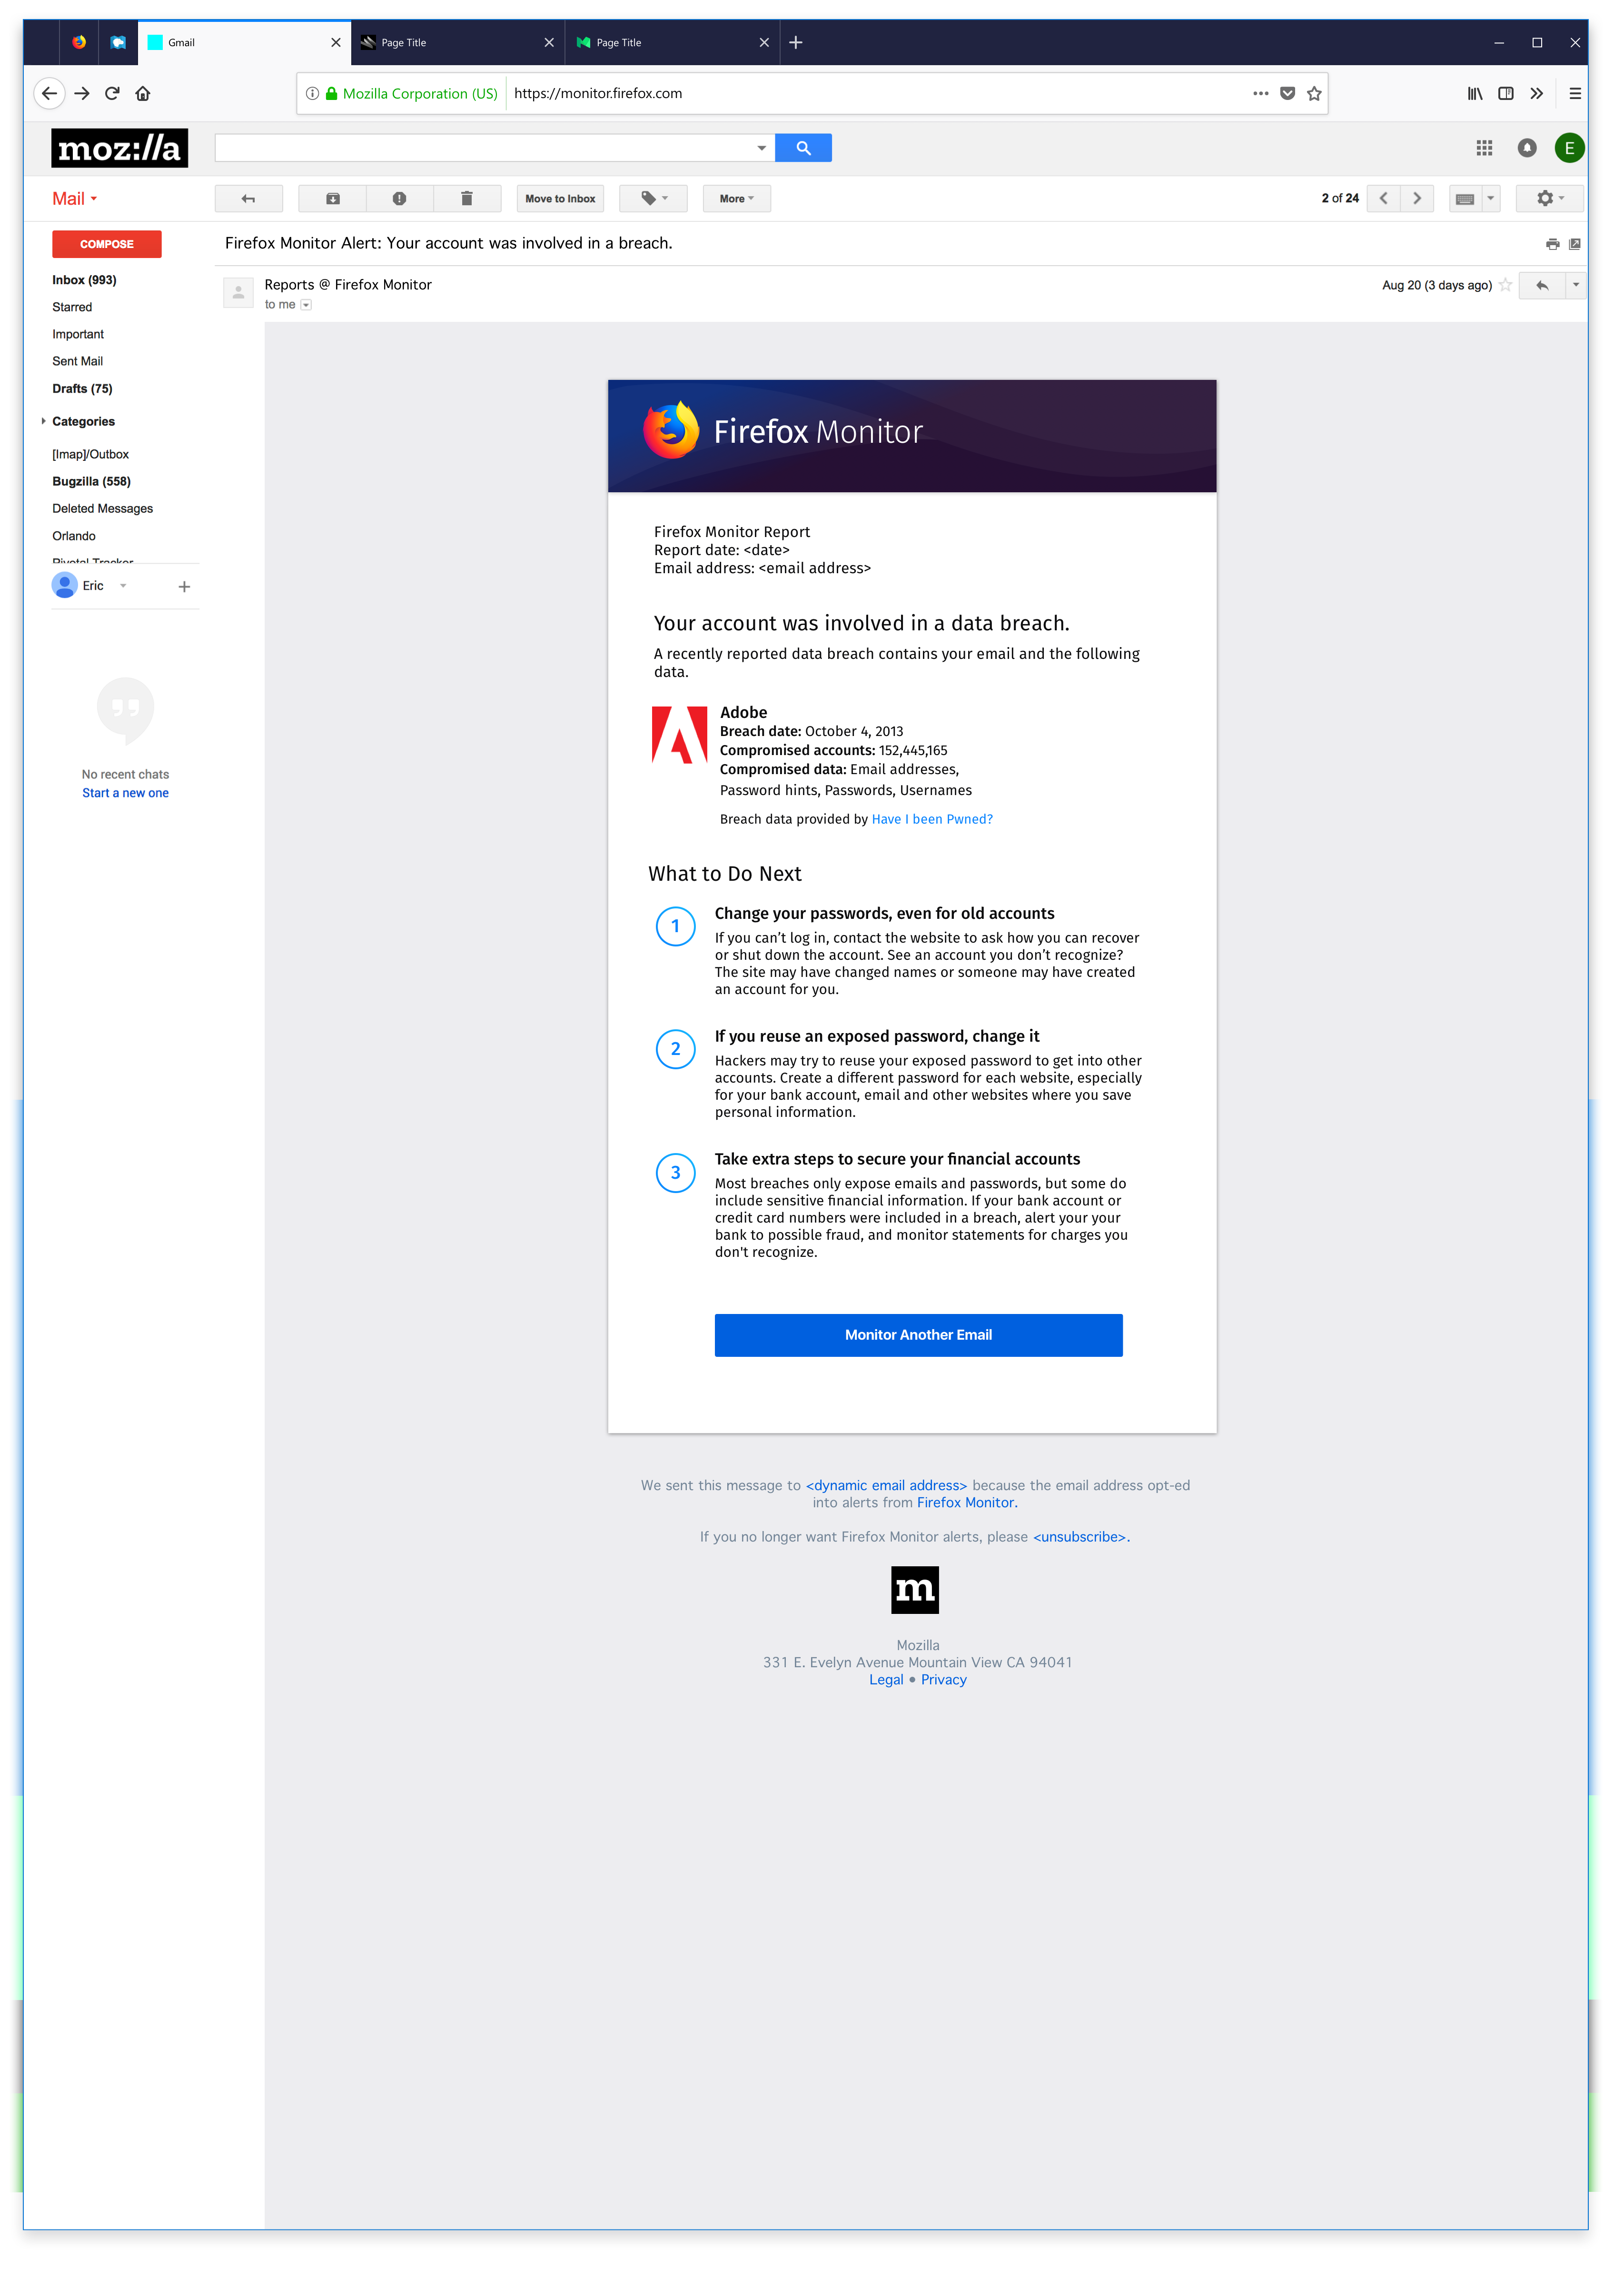 Gmail
Page Title
Page Title
Mozilla Corporation (US)
https://monitor.firefox.com
moz://a
E
Mail
Move to Inbox
More
2 of 24
COMPOSE
Firefox Monitor Alert: Your account was involved in a breach.
Inbox (993)
Starred
Important
Sent Mail
Drafts (75)
Categories
[Imap]/Outbox
Bugzilla (558)
Deleted Messages
Orlando
Pivotal Tracker
Eric
No recent chats
Start a new one
Reports @ Firefox Monitor
to me
Aug 20 (3 days ago)
Firefox Monitor
Firefox Monitor Report
Report date: <date>
Email address: <email address>
Your account was involved in a data breach.
A recently reported data breach contains your email and the following
data.
Adobe
Breach date: October 4, 2013
Compromised accounts: 152,445,165
Compromised data: Email addresses,
Password hints, Passwords, Usernames
Breach data provided by Have I been Pwned?
What to Do Next
1
Change your passwords, even for old accounts
If you can’t log in, contact the website to ask how you can recover
or shut down the account. See an account you don’t recognize?
The site may have changed names or someone may have created
an account for you.
2
If you reuse an exposed password, change it
Hackers may try to reuse your exposed password to get into other
accounts. Create a different password for each website, especially
for your bank account, email and other websites where you save
personal information.
3
Take extra steps to secure your financial accounts
Most breaches only expose emails and passwords, but some do
include sensitive financial information. If your bank account or
credit card numbers were included in a breach, alert your your
bank to possible fraud, and monitor statements for charges you
don't recognize.
Monitor Another Email
We sent this message to <dynamic email address> because the email address opt-ed
into alerts from Firefox Monitor.
If you no longer want Firefox Monitor alerts, please <unsubscribe>.
m
Mozilla
331 E. Evelyn Avenue Mountain View CA 94041
Legal • Privacy